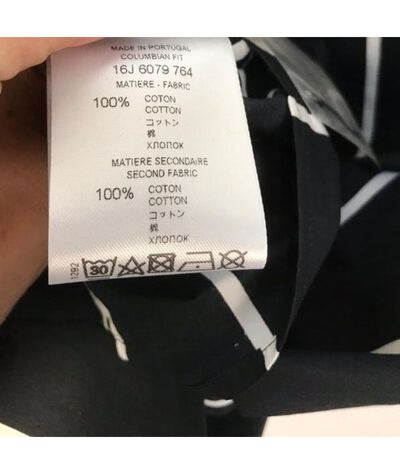 MADE IN PORTUGAL
COLUMBIAN FIT
16J 6079 764
MATIERE - FABRIC
100% COTON
COTTON
コットン
棉
ХЛОПОК
MATIERE SECONDAIRE
SECOND FABRIC
100% COTON
COTTON
コットン
棉
ХЛОПОК
30
1292